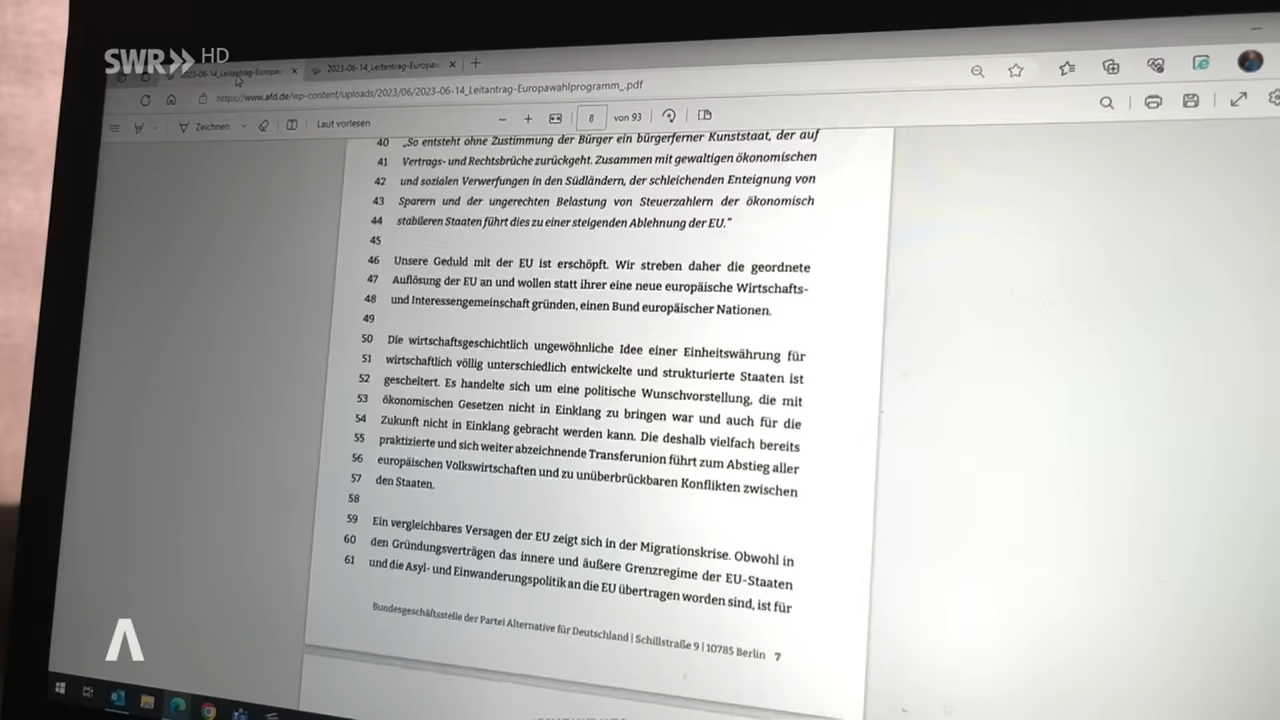 SWR HD
2023-06-14_Leitantrag-Europa
2023-06-14_Leitantrag-Europa
https://www.afd.de/wp-content/uploads/2023/06/2023-06-14_Leitantrag-Europawahlprogramm_.pdf
Zeichnen
Laut vorlesen
8 von 93
40 „So entsteht ohne Zustimmung der Bürger ein bürgerferner Kunststaat, der auf
41 Vertrags- und Rechtsbrüche zurückgeht. Zusammen mit gewaltigen ökonomischen
42 und sozialen Verwerfungen in den Südländern, der schleichenden Enteignung von
43 Sparern und der ungerechten Belastung von Steuerzahlern der ökonomisch
44 stabileren Staaten führt dies zu einer steigenden Ablehnung der EU."
45
46 Unsere Geduld mit der EU ist erschöpft. Wir streben daher die geordnete
47 Auflösung der EU an und wollen statt ihrer eine neue europäische Wirtschafts-
48 und Interessengemeinschaft gründen, einen Bund europäischer Nationen.
49
50 Die wirtschaftsgeschichtlich ungewöhnliche Idee einer Einheitswährung für
51 wirtschaftlich völlig unterschiedlich entwickelte und strukturierte Staaten ist
52 gescheitert. Es handelte sich um eine politische Wunschvorstellung, die mit
53 ökonomischen Gesetzen nicht in Einklang zu bringen war und auch für die
54 Zukunft nicht in Einklang gebracht werden kann. Die deshalb vielfach bereits
55 praktizierte und sich weiter abzeichnende Transferunion führt zum Abstieg aller
56 europäischen Volkswirtschaften und zu unüberbrückbaren Konflikten zwischen
57 den Staaten.
58
59 Ein vergleichbares Versagen der EU zeigt sich in der Migrationskrise. Obwohl in
60 den Gründungsverträgen das innere und äußere Grenzregime der EU-Staaten
61 und die Asyl- und Einwanderungspolitik an die EU übertragen worden sind, ist für
Bundesgeschäftsstelle der Partei Alternative für Deutschland | Schillstraße 9 | 10785 Berlin 7